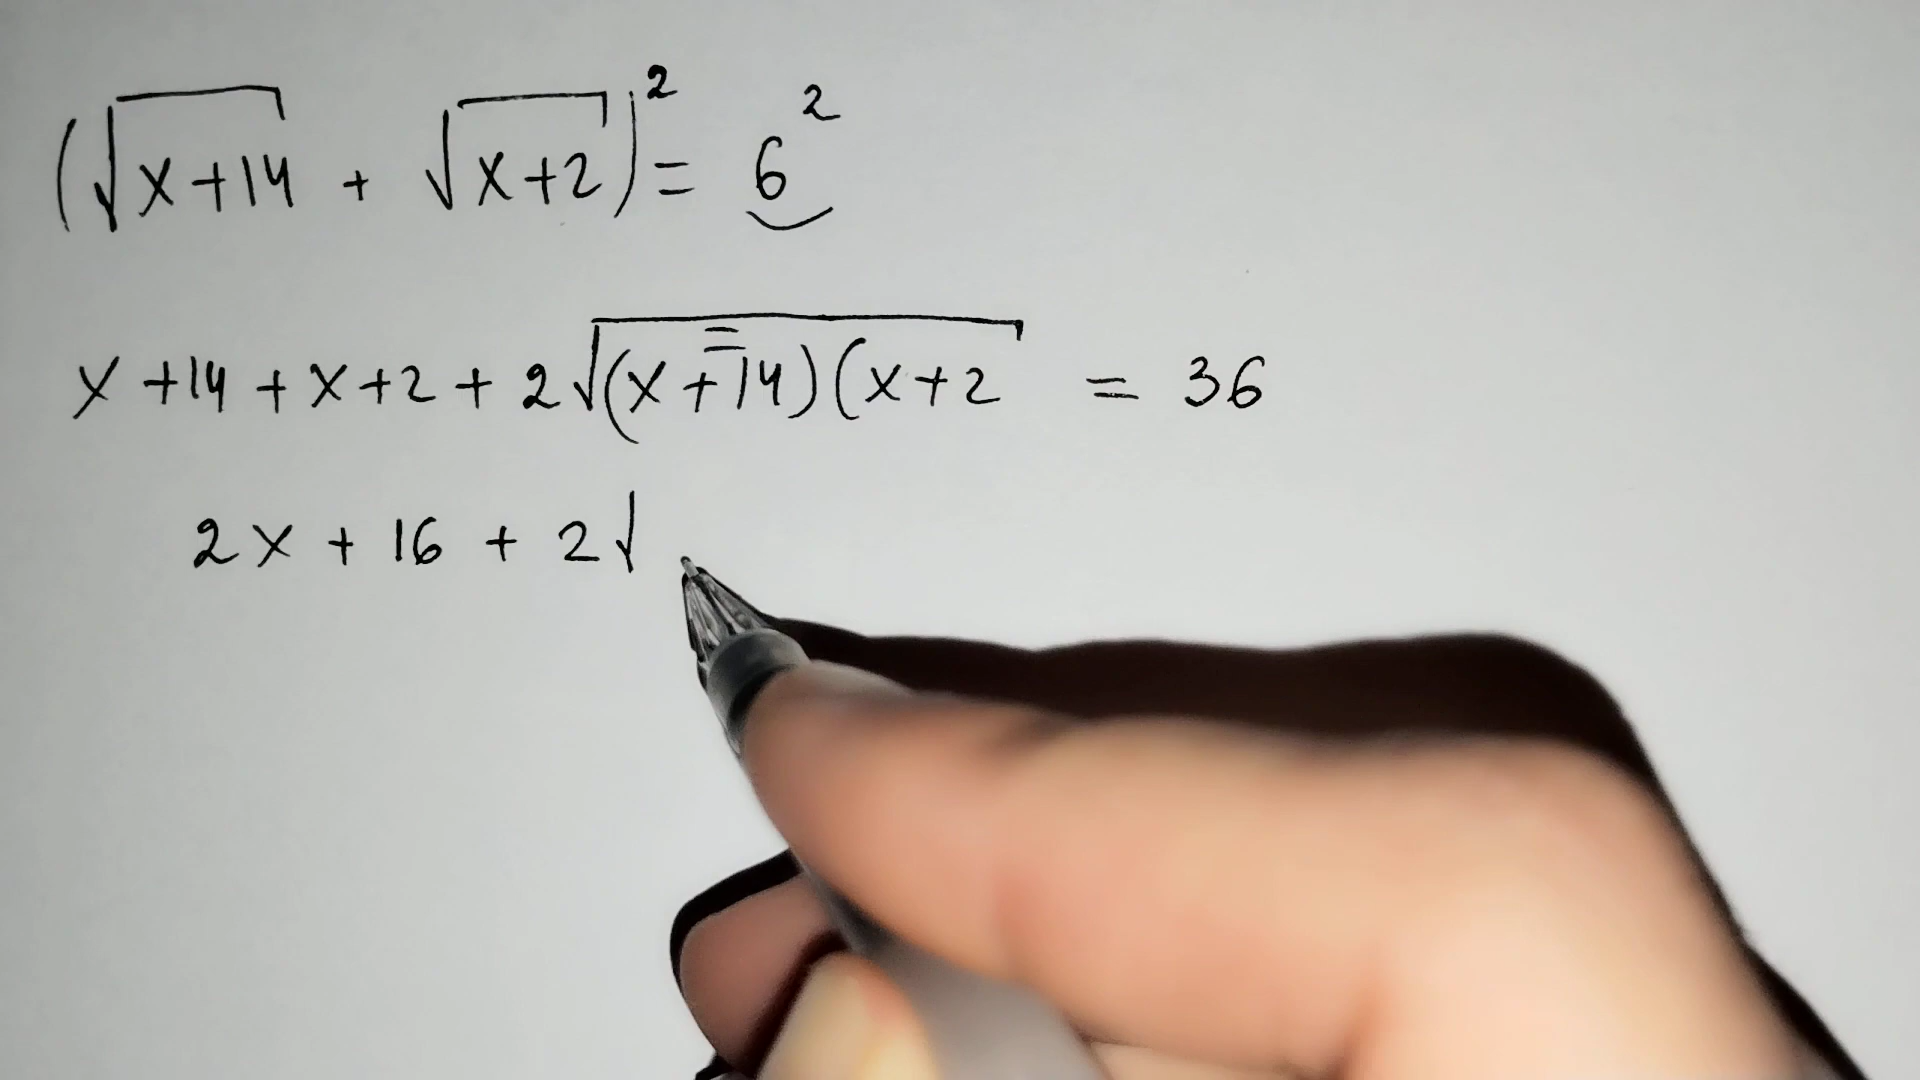 (√x+14 + √x+2)² = 6²
x+14+x+2+2√(x+14)(x+2 = 36
2x + 16 + 2√